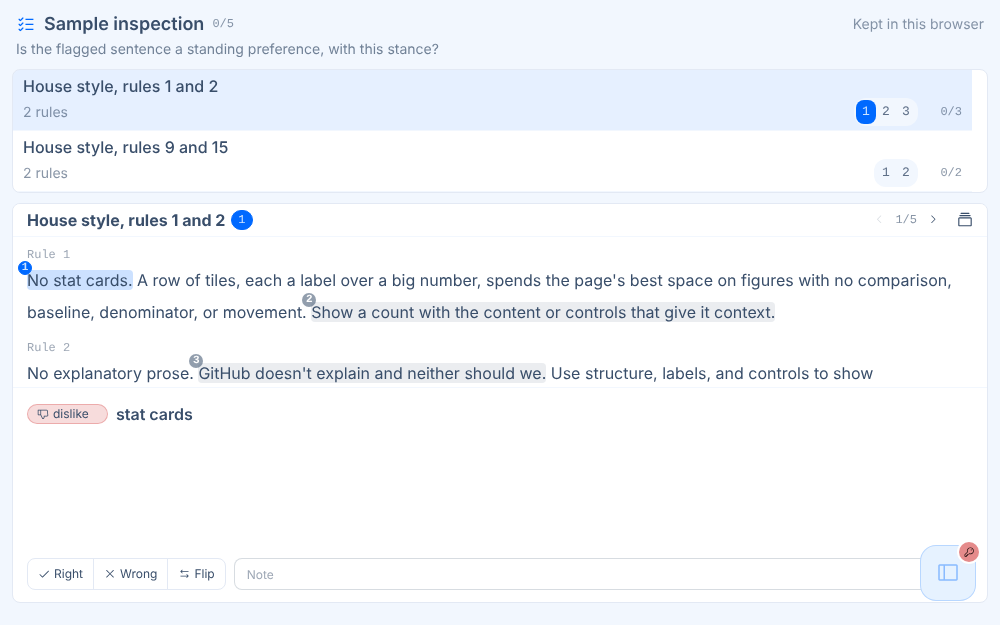 Sample inspection 0/5
Kept in this browser
Is the flagged sentence a standing preference, with this stance?
House style, rules 1 and 2
2 rules
1 2 3 0/3
House style, rules 9 and 15
2 rules
1 2 0/2
House style, rules 1 and 2 1
1/5
Rule 1
1
No stat cards. A row of tiles, each a label over a big number, spends the page's best space on figures with no comparison,
2
baseline, denominator, or movement. Show a count with the content or controls that give it context.
Rule 2
3
No explanatory prose. GitHub doesn't explain and neither should we. Use structure, labels, and controls to show
dislike stat cards
Right Wrong Flip Note